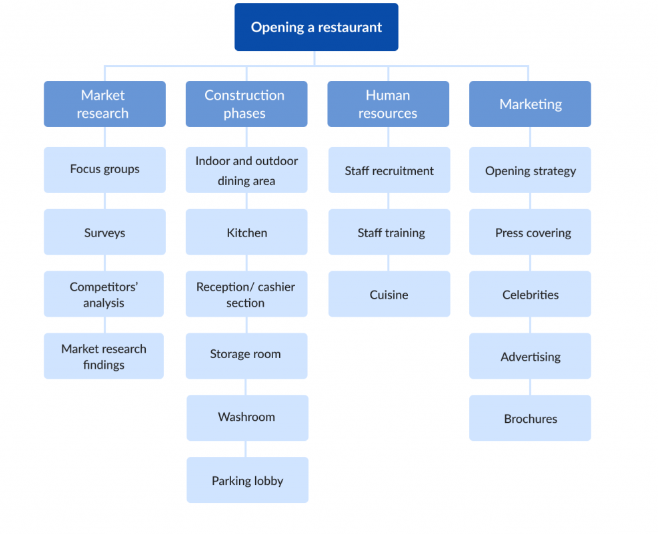 Opening a restaurant
Market
research
Construction
phases
Human
resources
Marketing
Focus groups
Surveys
Competitors'
analysis
Market research
findings
Indoor and outdoor
dining area
Kitchen
Reception/ cashier
section
Storage room
Washroom
Parking lobby
Staff recruitment
Staff training
Cuisine
Opening strategy
Press covering
Celebrities
Advertising
Brochures